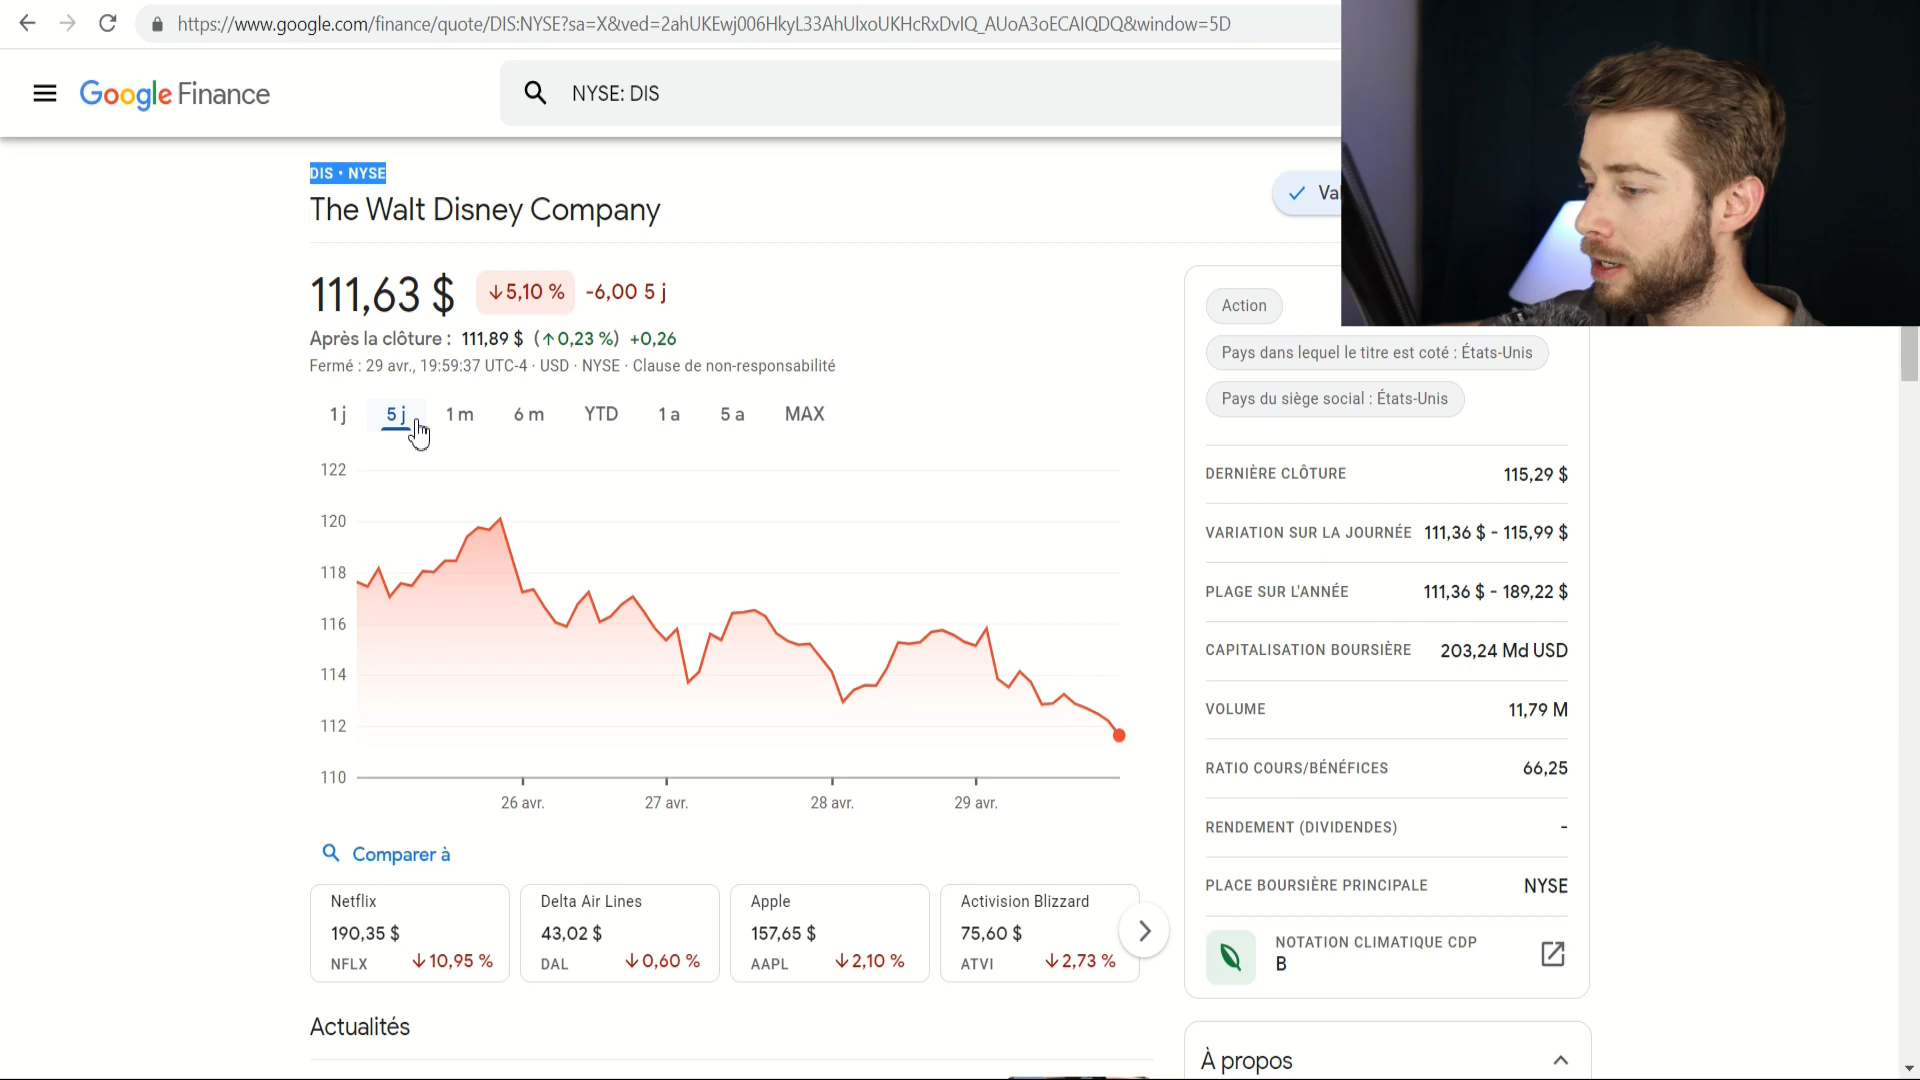 https://www.google.com/finance/quote/DIS:NYSE?sa=X&ved=2ahUKEwj006HkyL33AhUlxoUKHcRxDvIQ_AUoA3oECAIQDQ&window=5D
Google Finance
NYSE: DIS
DIS • NYSE
The Walt Disney Company
111,63 $ ↓5,10 % -6,00 5 j
Après la clôture : 111,89 $ (↑0,23 %) +0,26
Fermé : 29 avr., 19:59:37 UTC-4 · USD · NYSE · Clause de non-responsabilité
1 j 5 j 1 m 6 m YTD 1 a 5 a MAX
122
120
118
116
114
112
110
26 avr. 27 avr. 28 avr. 29 avr.
Comparer à
Netflix
190,35 $
NFLX ↓10,95 %
Delta Air Lines
43,02 $
DAL ↓0,60 %
Apple
157,65 $
AAPL ↓2,10 %
Activision Blizzard
75,60 $
ATVI ↓2,73 %
Actualités
Action
Pays dans lequel le titre est coté : États-Unis
Pays du siège social : États-Unis
DERNIÈRE CLÔTURE 115,29 $
VARIATION SUR LA JOURNÉE 111,36 $ - 115,99 $
PLAGE SUR L'ANNÉE 111,36 $ - 189,22 $
CAPITALISATION BOURSIÈRE 203,24 Md USD
VOLUME 11,79 M
RATIO COURS/BÉNÉFICES 66,25
RENDEMENT (DIVIDENDES) -
PLACE BOURSIÈRE PRINCIPALE NYSE
NOTATION CLIMATIQUE CDP
B
À propos